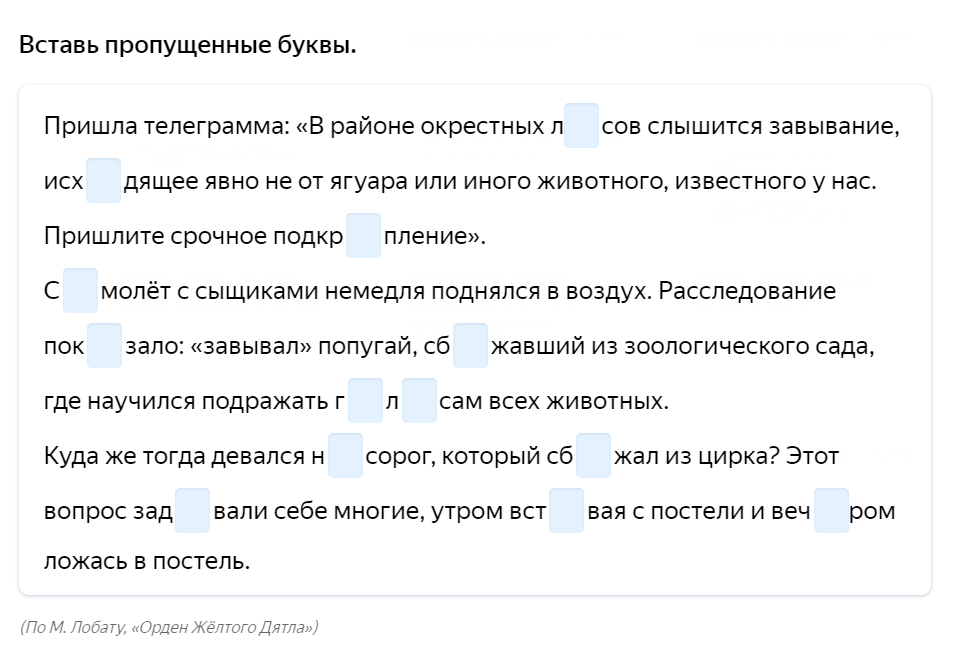 Вставь пропущенные буквы.
Пришла телеграмма: «В районе окрестных л сов слышится завывание,
исх дящее явно не от ягуара или иного животного, известного у нас.
Пришлите срочное подкр пление».
С молёт с сыщиками немедля поднялся в воздух. Расследование
пок зало: «завывал» попугай, сб жавший из зоологического сада,
где научился подражать г л сам всех животных.
Куда же тогда девался н сорог, который сб жал из цирка? Этот
вопрос зад вали себе многие, утром вст вая с постели и веч ром
ложась в постель.
(По М. Лобату, «Орден Жёлтого Дятла»)